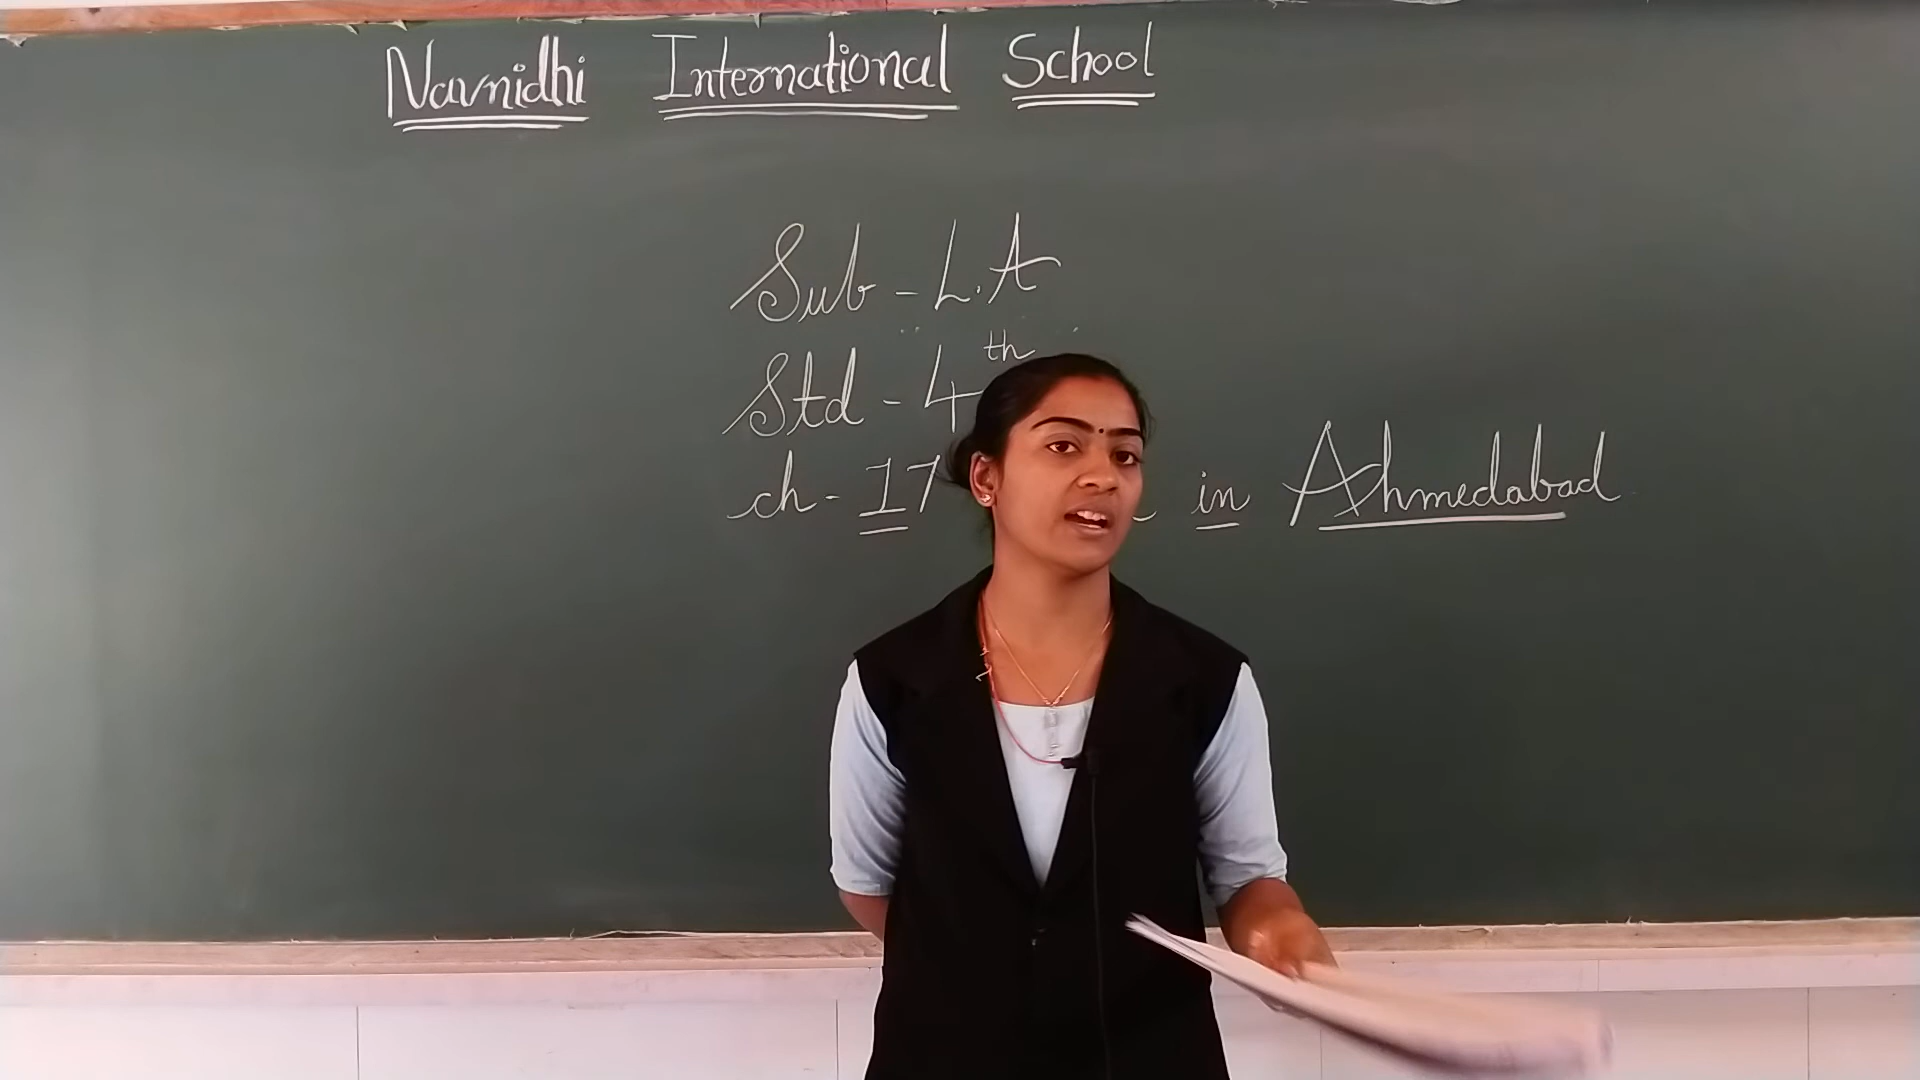 Navnidhi International School
Sub - L.A
Std - 4th
ch - 17 in Ahmedabad